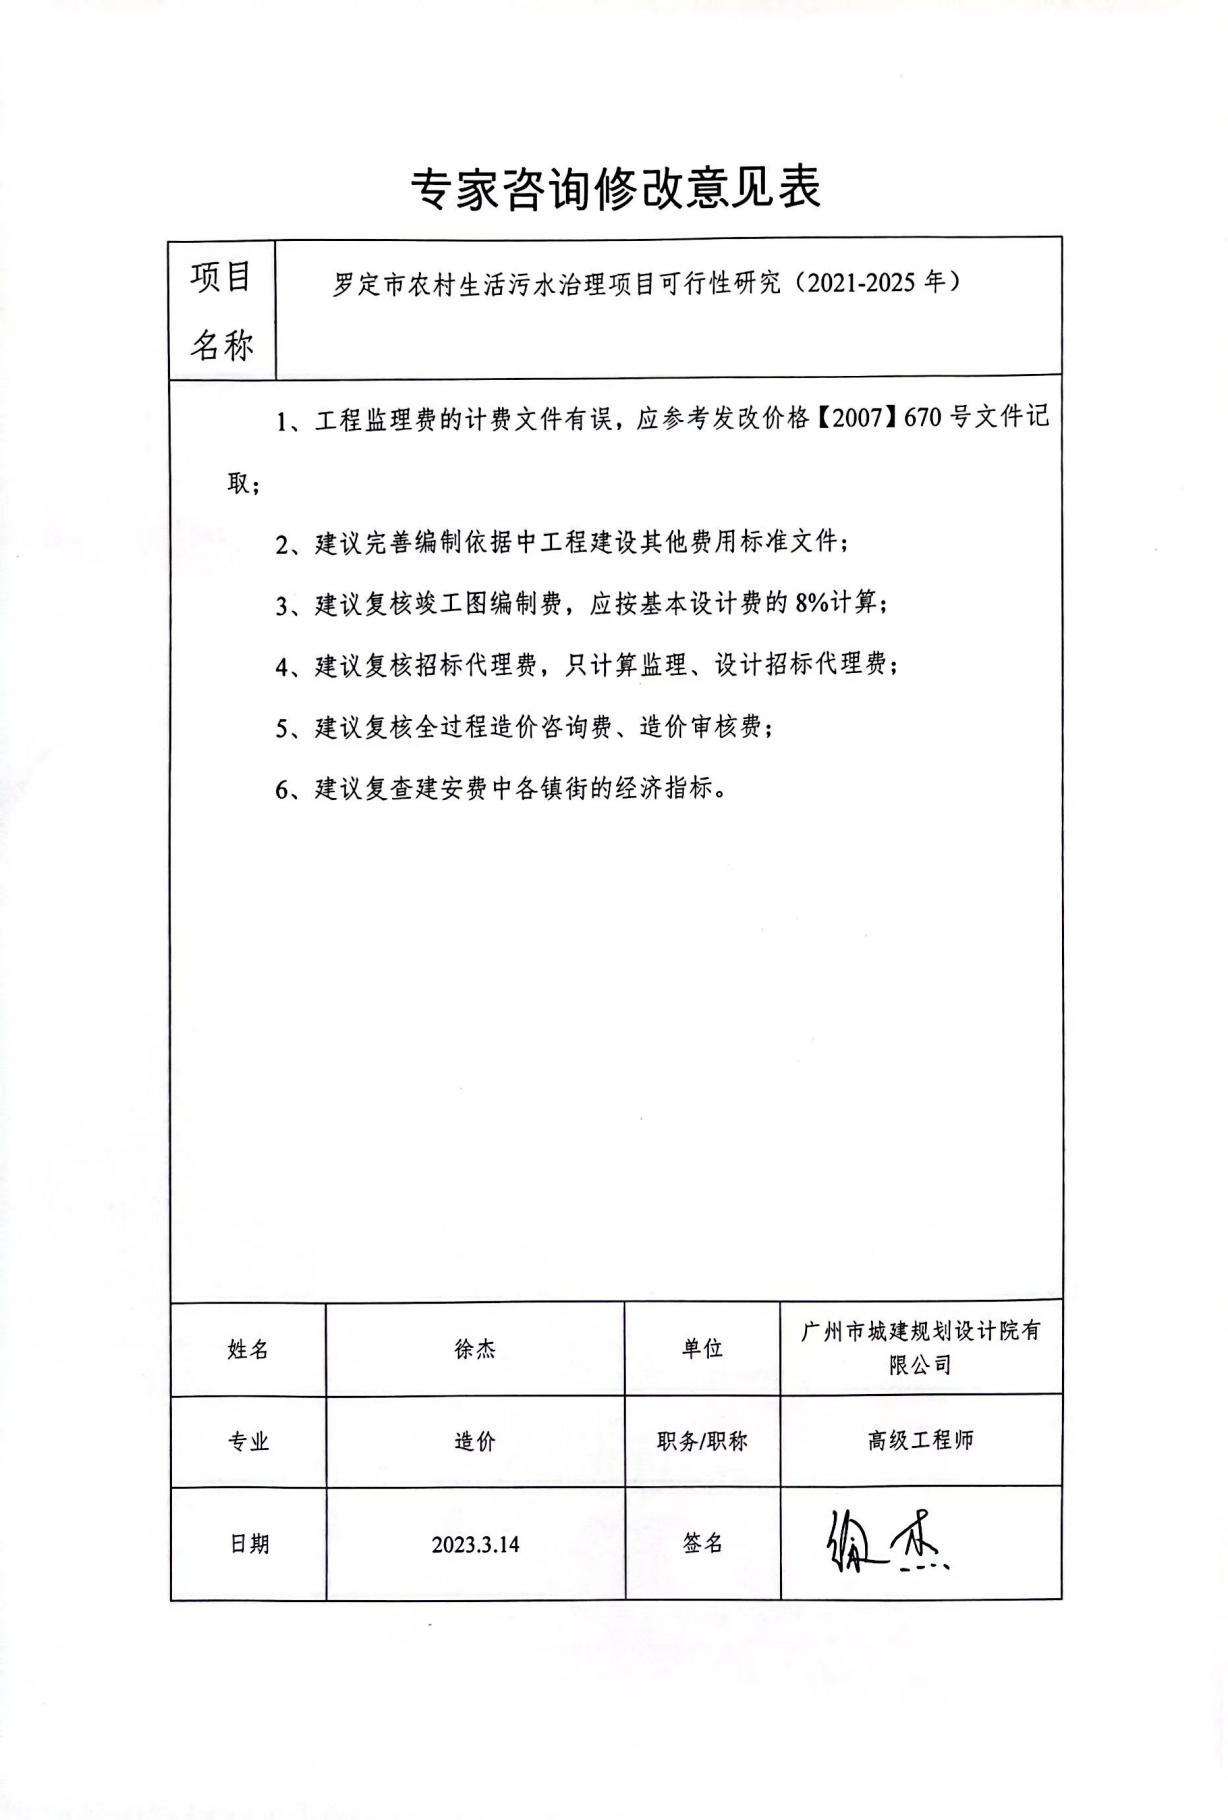 专家咨询修改意见表
项目
名称
罗定市农村生活污水治理项目可行性研究（2021-2025 年）
1、工程监理费的计费文件有误，应参考发改价格【2007】670 号文件记
取；
2、建议完善编制依据中工程建设其他费用标准文件；
3、建议复核竣工图编制费，应按基本设计费的 8%计算；
4、建议复核招标代理费，只计算监理、设计招标代理费；
5、建议复核全过程造价咨询费、造价审核费；
6、建议复查建安费中各镇街的经济指标。
姓名
徐杰
单位
广州市城建规划设计院有
限公司
专业
造价
职务/职称
高级工程师
日期
2023.3.14
签名
徐杰